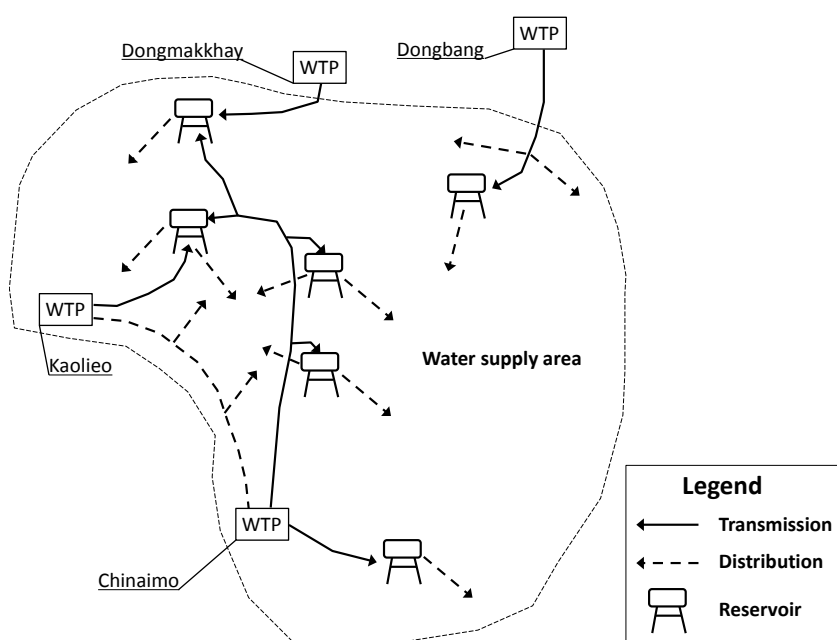 Dongmakkhay
WTP
Dongbang
WTP
WTP
Kaolieo
Water supply area
WTP
Chinaimo
Legend
Transmission
Distribution
Reservoir